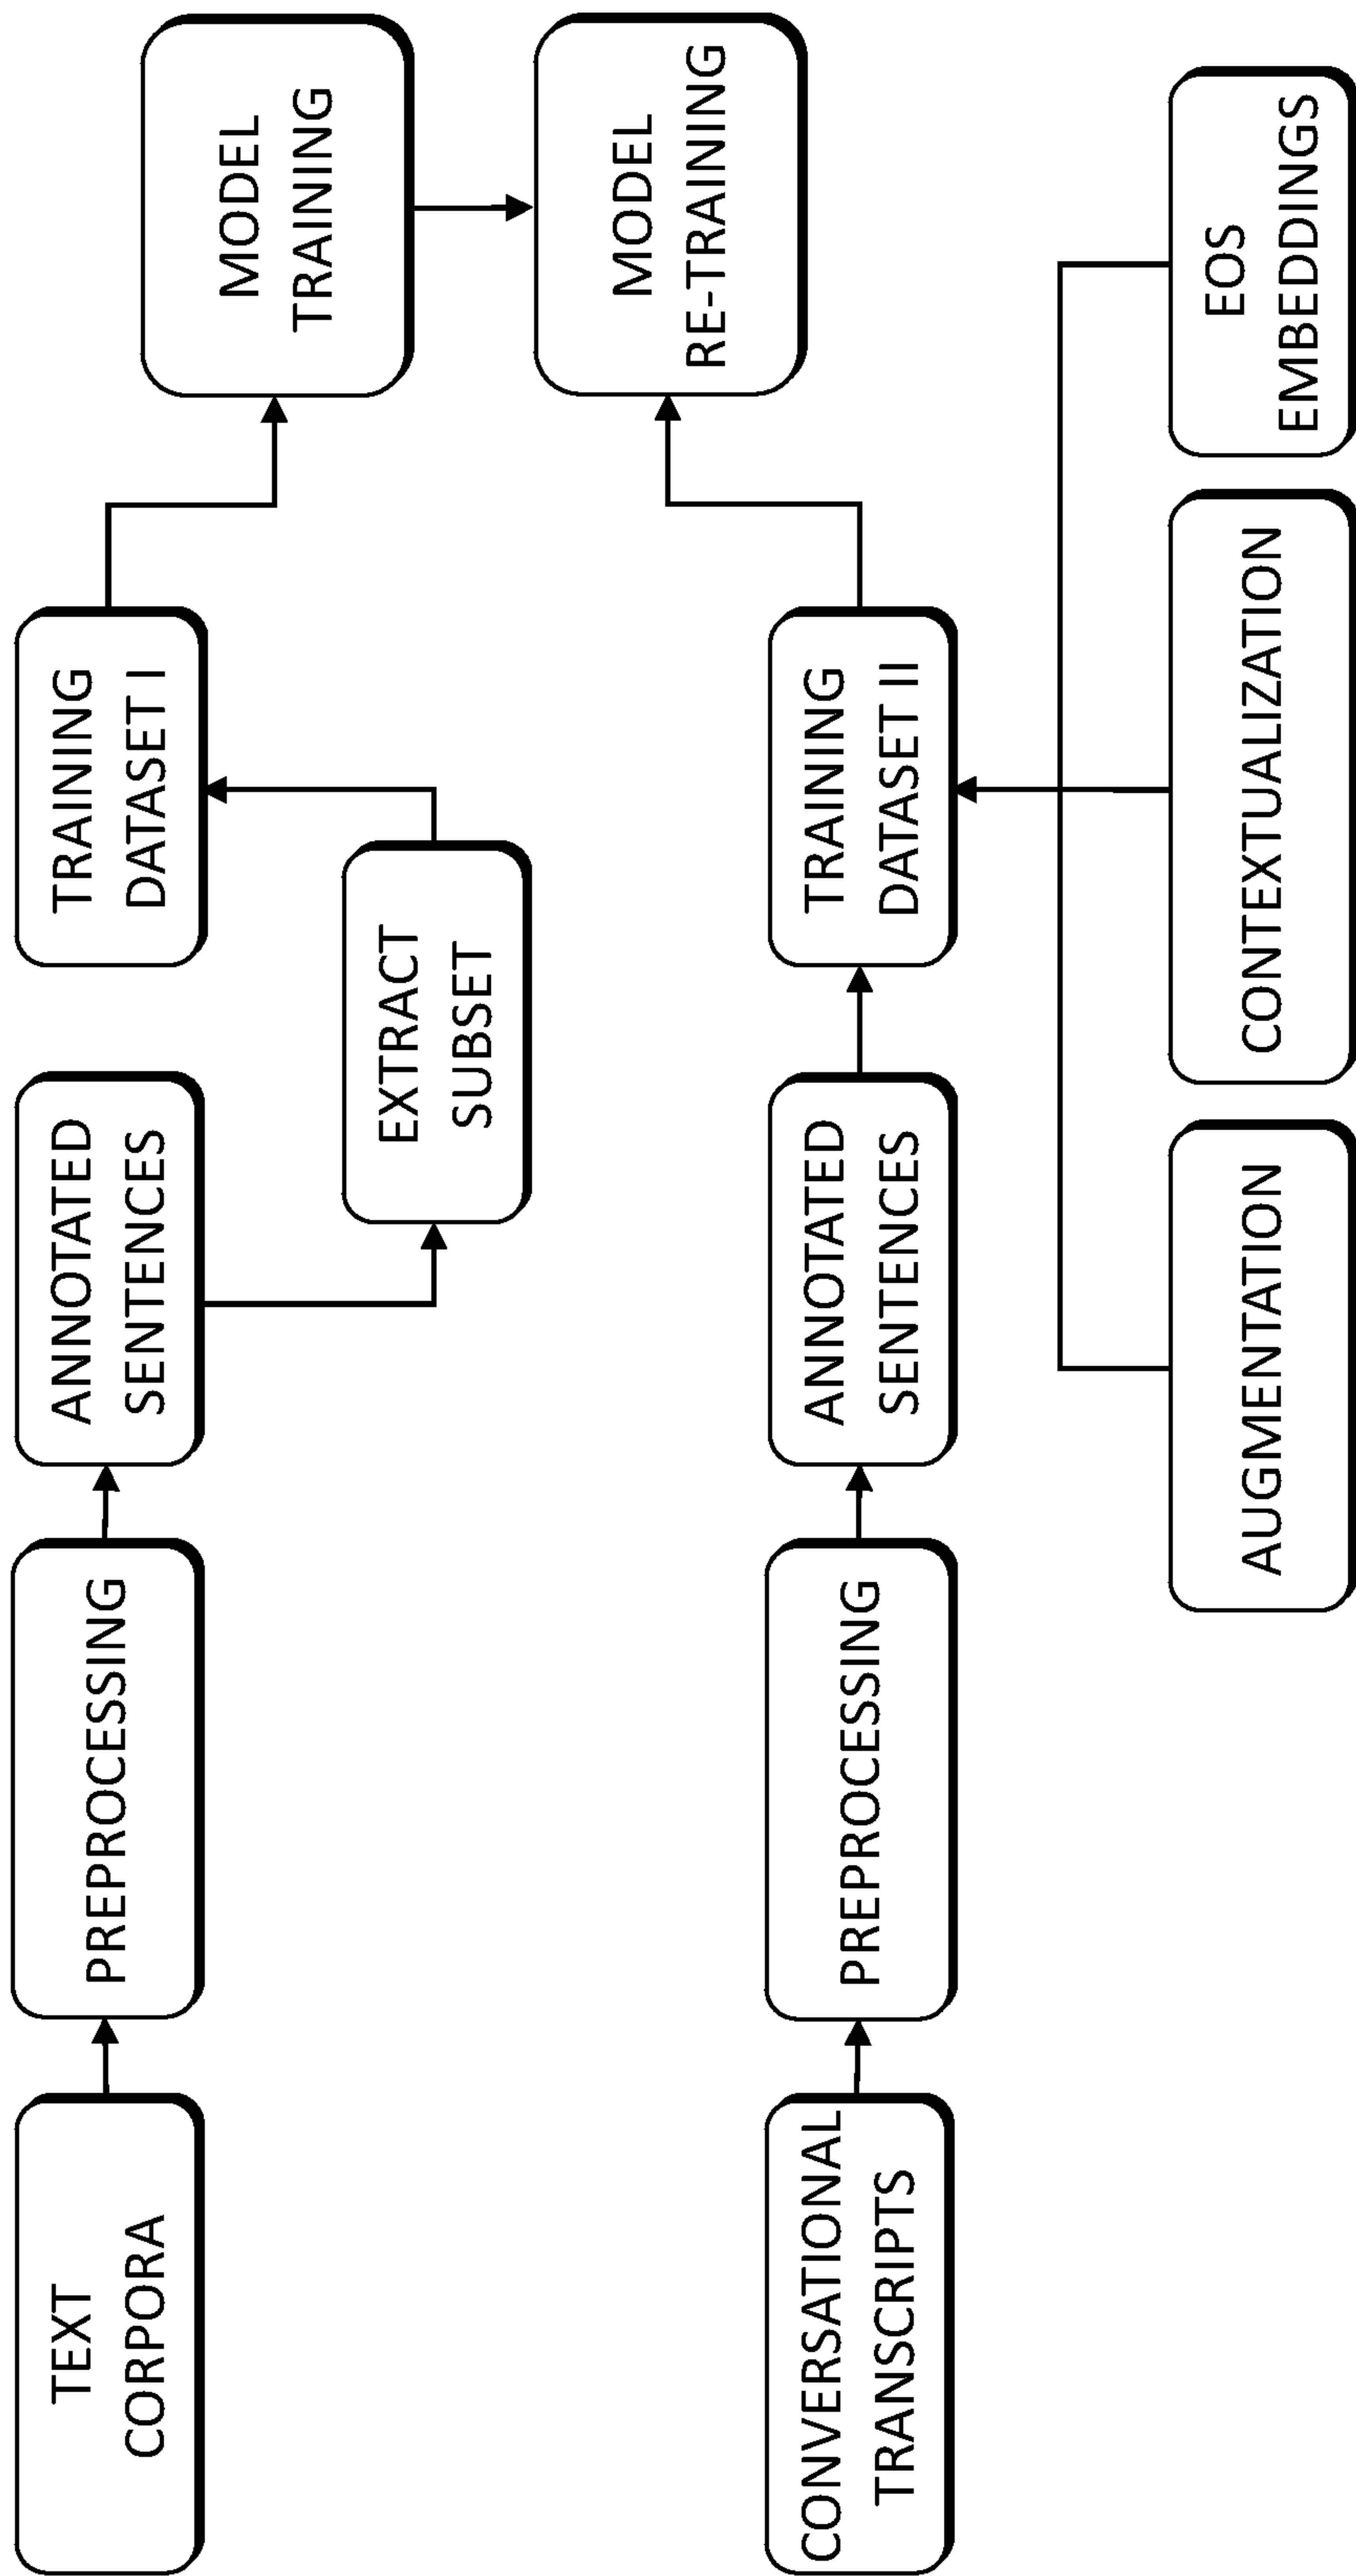 TEXT
CORPORA
PREPROCESSING
ANNOTATED
SENTENCES
EXTRACT
SUBSET
TRAINING
DATASET I
MODEL
TRAINING
CONVERSATIONAL
TRANSCRIPTS
PREPROCESSING
ANNOTATED
SENTENCES
TRAINING
DATASET II
MODEL
RE-TRAINING
AUGMENTATION
CONTEXTUALIZATION
EOS
EMBEDDINGS